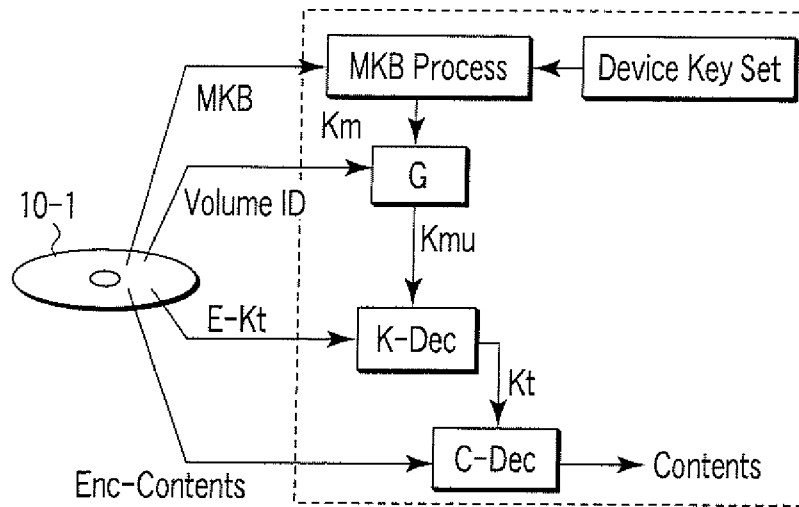 MKB Process
Device Key Set
MKB
Km
G
Volume ID
10-1
Kmu
E-Kt
K-Dec
Kt
C-Dec
Contents
Enc-Contents